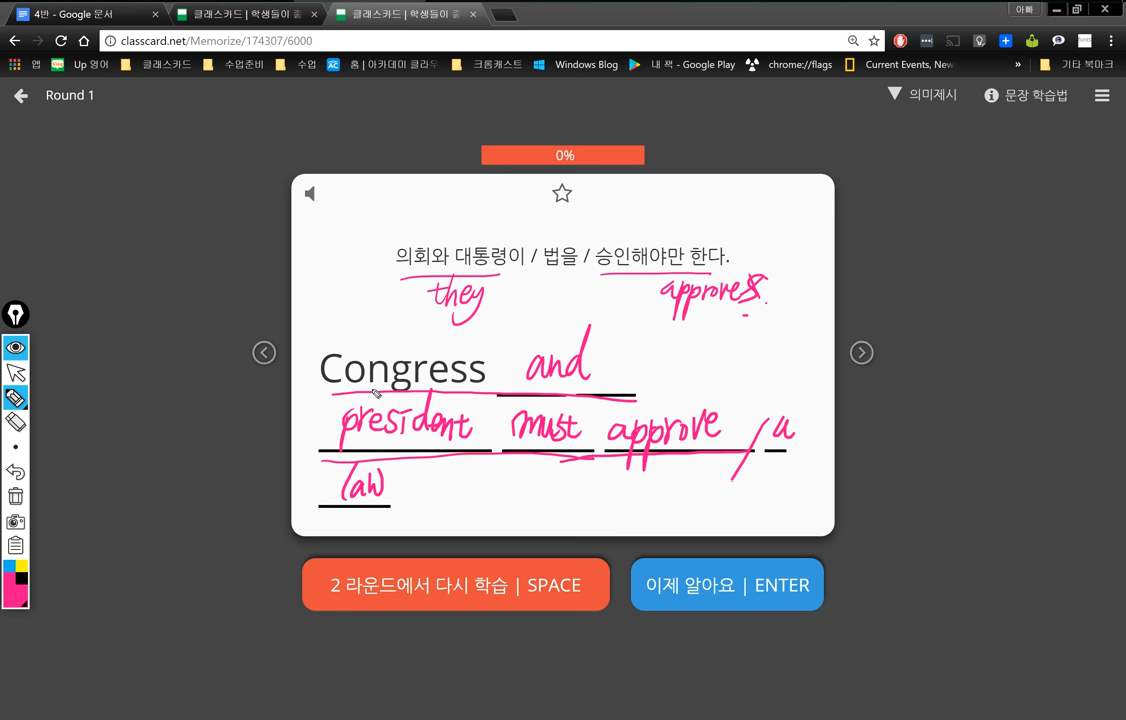 4반 - Google 문서
클래스카드 | 학생들이 좋
클래스카드 | 학생들이 좋
아빠
classcard.net/Memorize/174307/6000
앱 Up 영어 클래스카드 수업준비 수업 홈 | 아카데미 클라우 크롬캐스트 Windows Blog 내 책 - Google Play chrome://flags Current Events, New » 기타 북마크
Round 1
의미제시 문장 학습법
0%
의회와 대통령이 / 법을 / 승인해야만 한다.
they approves.
Congress and
president must approve / a
law
2 라운드에서 다시 학습 | SPACE
이제 알아요 | ENTER